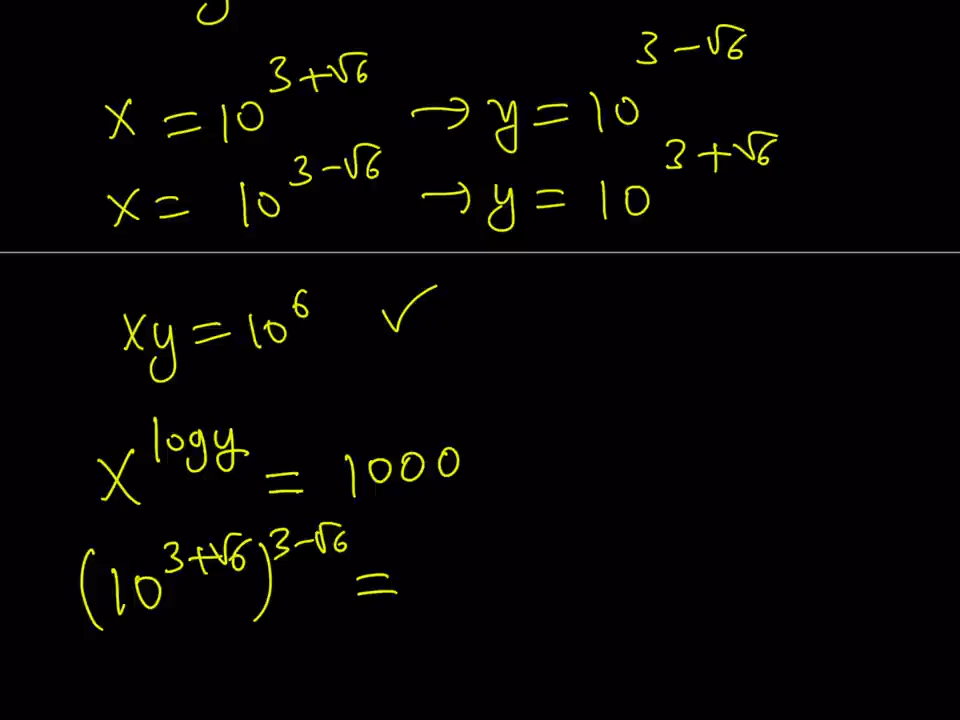 x = 10^(3+√6) → y = 10^(3-√6)
x = 10^(3-√6) → y = 10^(3+√6)
xy = 10^6 ✓
x^(log y) = 1000
(10^(3+√6))^(3-√6) =